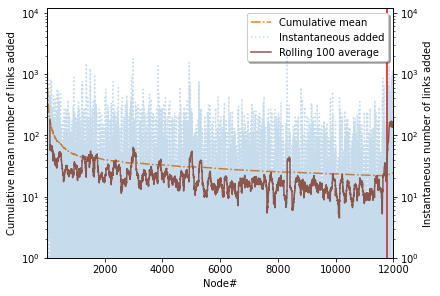 Cumulative mean
Instantaneous added
Rolling 100 average
Cumulative mean number of links added
Instantaneous number of links added
10⁴
10³
10²
10¹
10⁰
10⁴
10³
10²
10¹
10⁰
2000 4000 6000 8000 10000 12000
Node#